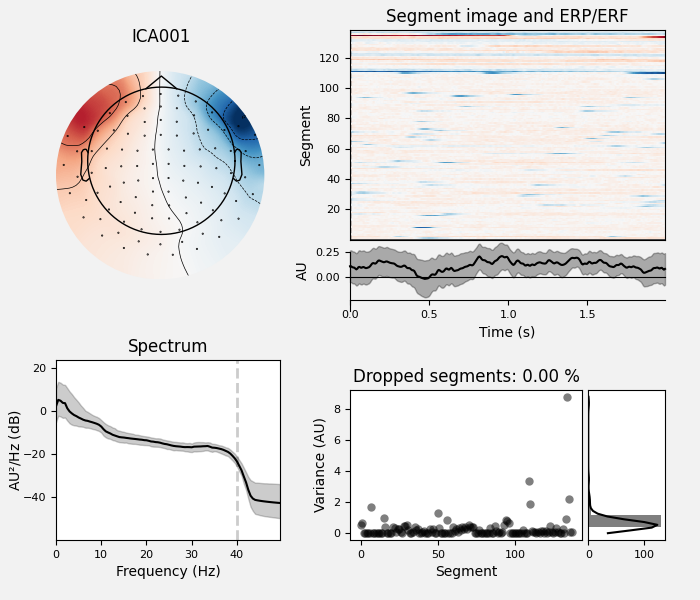 ICA001
Segment image and ERP/ERF
Segment
120
100
80
60
40
20
AU
0.25
0.00
0.0 0.5 1.0 1.5
Time (s)
Spectrum
AU²/Hz (dB)
20
0
−20
−40
0 10 20 30 40
Frequency (Hz)
Dropped segments: 0.00 %
Variance (AU)
8
6
4
2
0
0 50 100
Segment
0 100